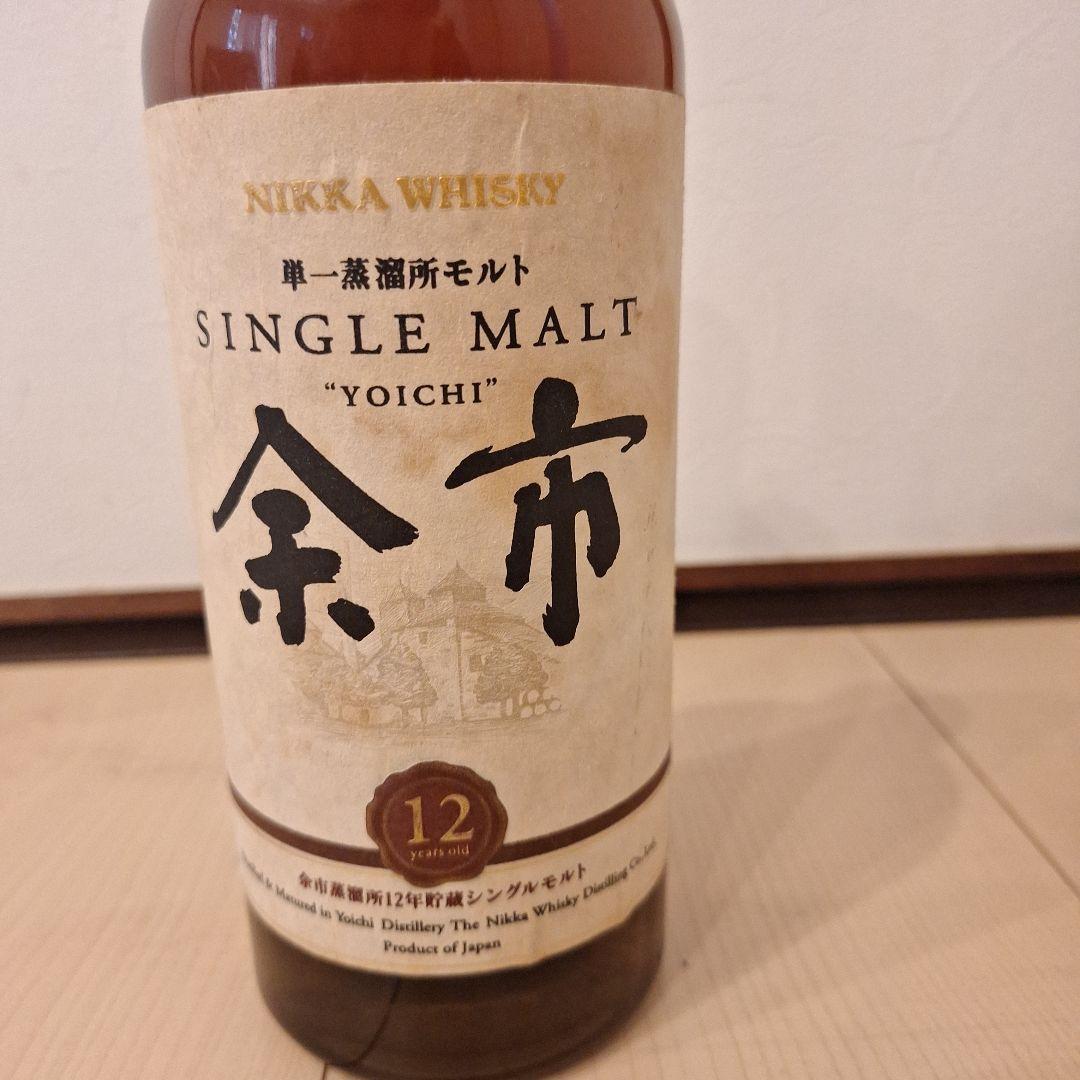 NIKKA WHISKY
単一蒸溜所モルト
SINGLE MALT
“YOICHI”
余市
12
years old
余市蒸溜所12年貯蔵シングルモルト
& Matured in Yoichi Distillery The Nikka Whisky Distilling Co.,Ltd.
Product of Japan